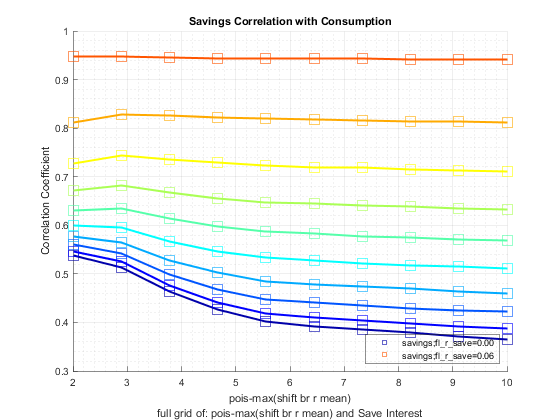 Savings Correlation with Consumption
1
0.9
0.8
0.7
0.6
0.5
0.4
0.3
Correlation Coefficient
savings;fl_r_save=0.00
savings;fl_r_save=0.06
2 3 4 5 6 7 8 9 10
pois-max(shift br r mean)
full grid of: pois-max(shift br r mean) and Save Interest